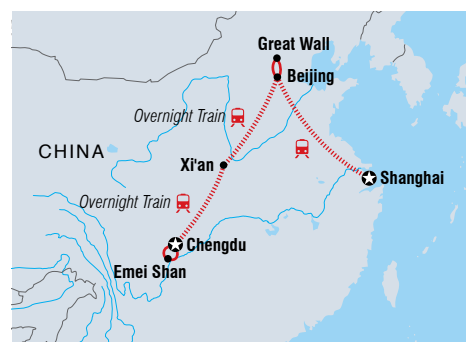 Great Wall
Beijing
Overnight Train
CHINA
Xi'an
Shanghai
Overnight Train
Chengdu
Emei Shan